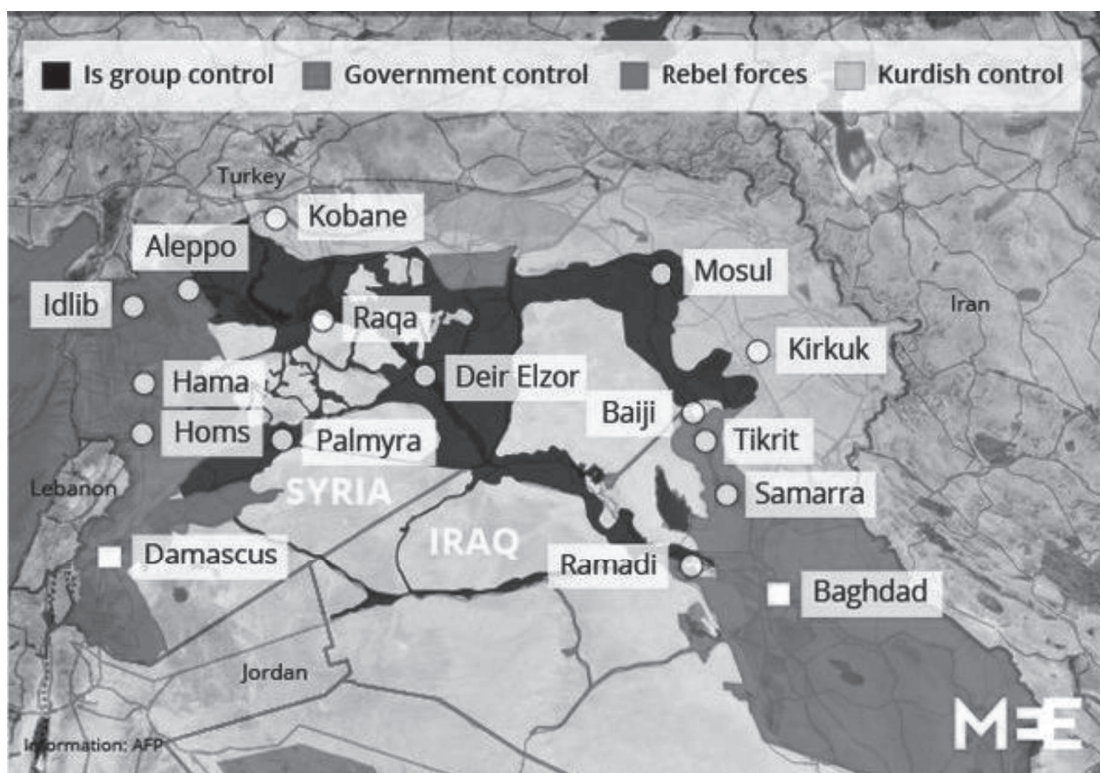 Is group control
Government control
Rebel forces
Kurdish control
Turkey
Kobane
Aleppo
Mosul
Idlib
Raqa
Iran
Kirkuk
Hama
Deir Elzor
Baiji
Homs
Palmyra
Tikrit
Lebanon
SYRIA
Samarra
IRAQ
Damascus
Ramadi
Baghdad
Jordan
MEE
Information: AFP